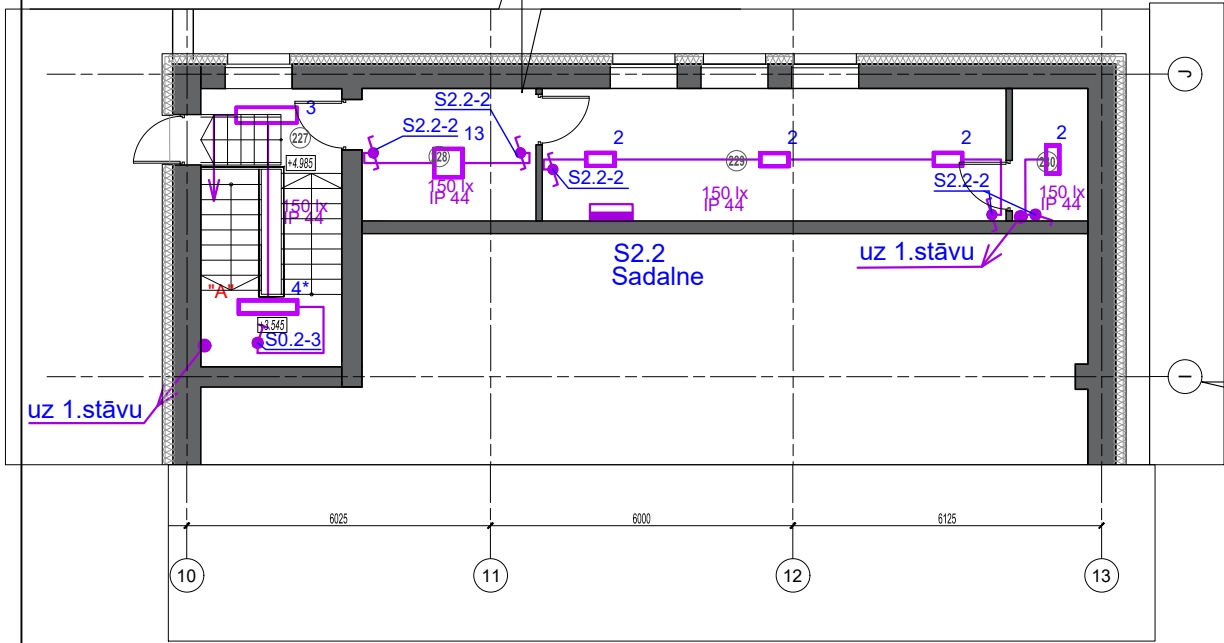 J
S2.2-2
3
S2.2-2
13
2
2
2
2
227
228
229
230
+4.985
S2.2-2
S2.2-2
150 lx
IP 44
150 lx
IP 44
150 lx
IP 44
150 lx
IP 44
S2.2
Sadalne
uz 1.stāvu
"A"
4*
+3.545
S0.2-3
I
uz 1.stāvu
6025
6000
6125
10
11
12
13